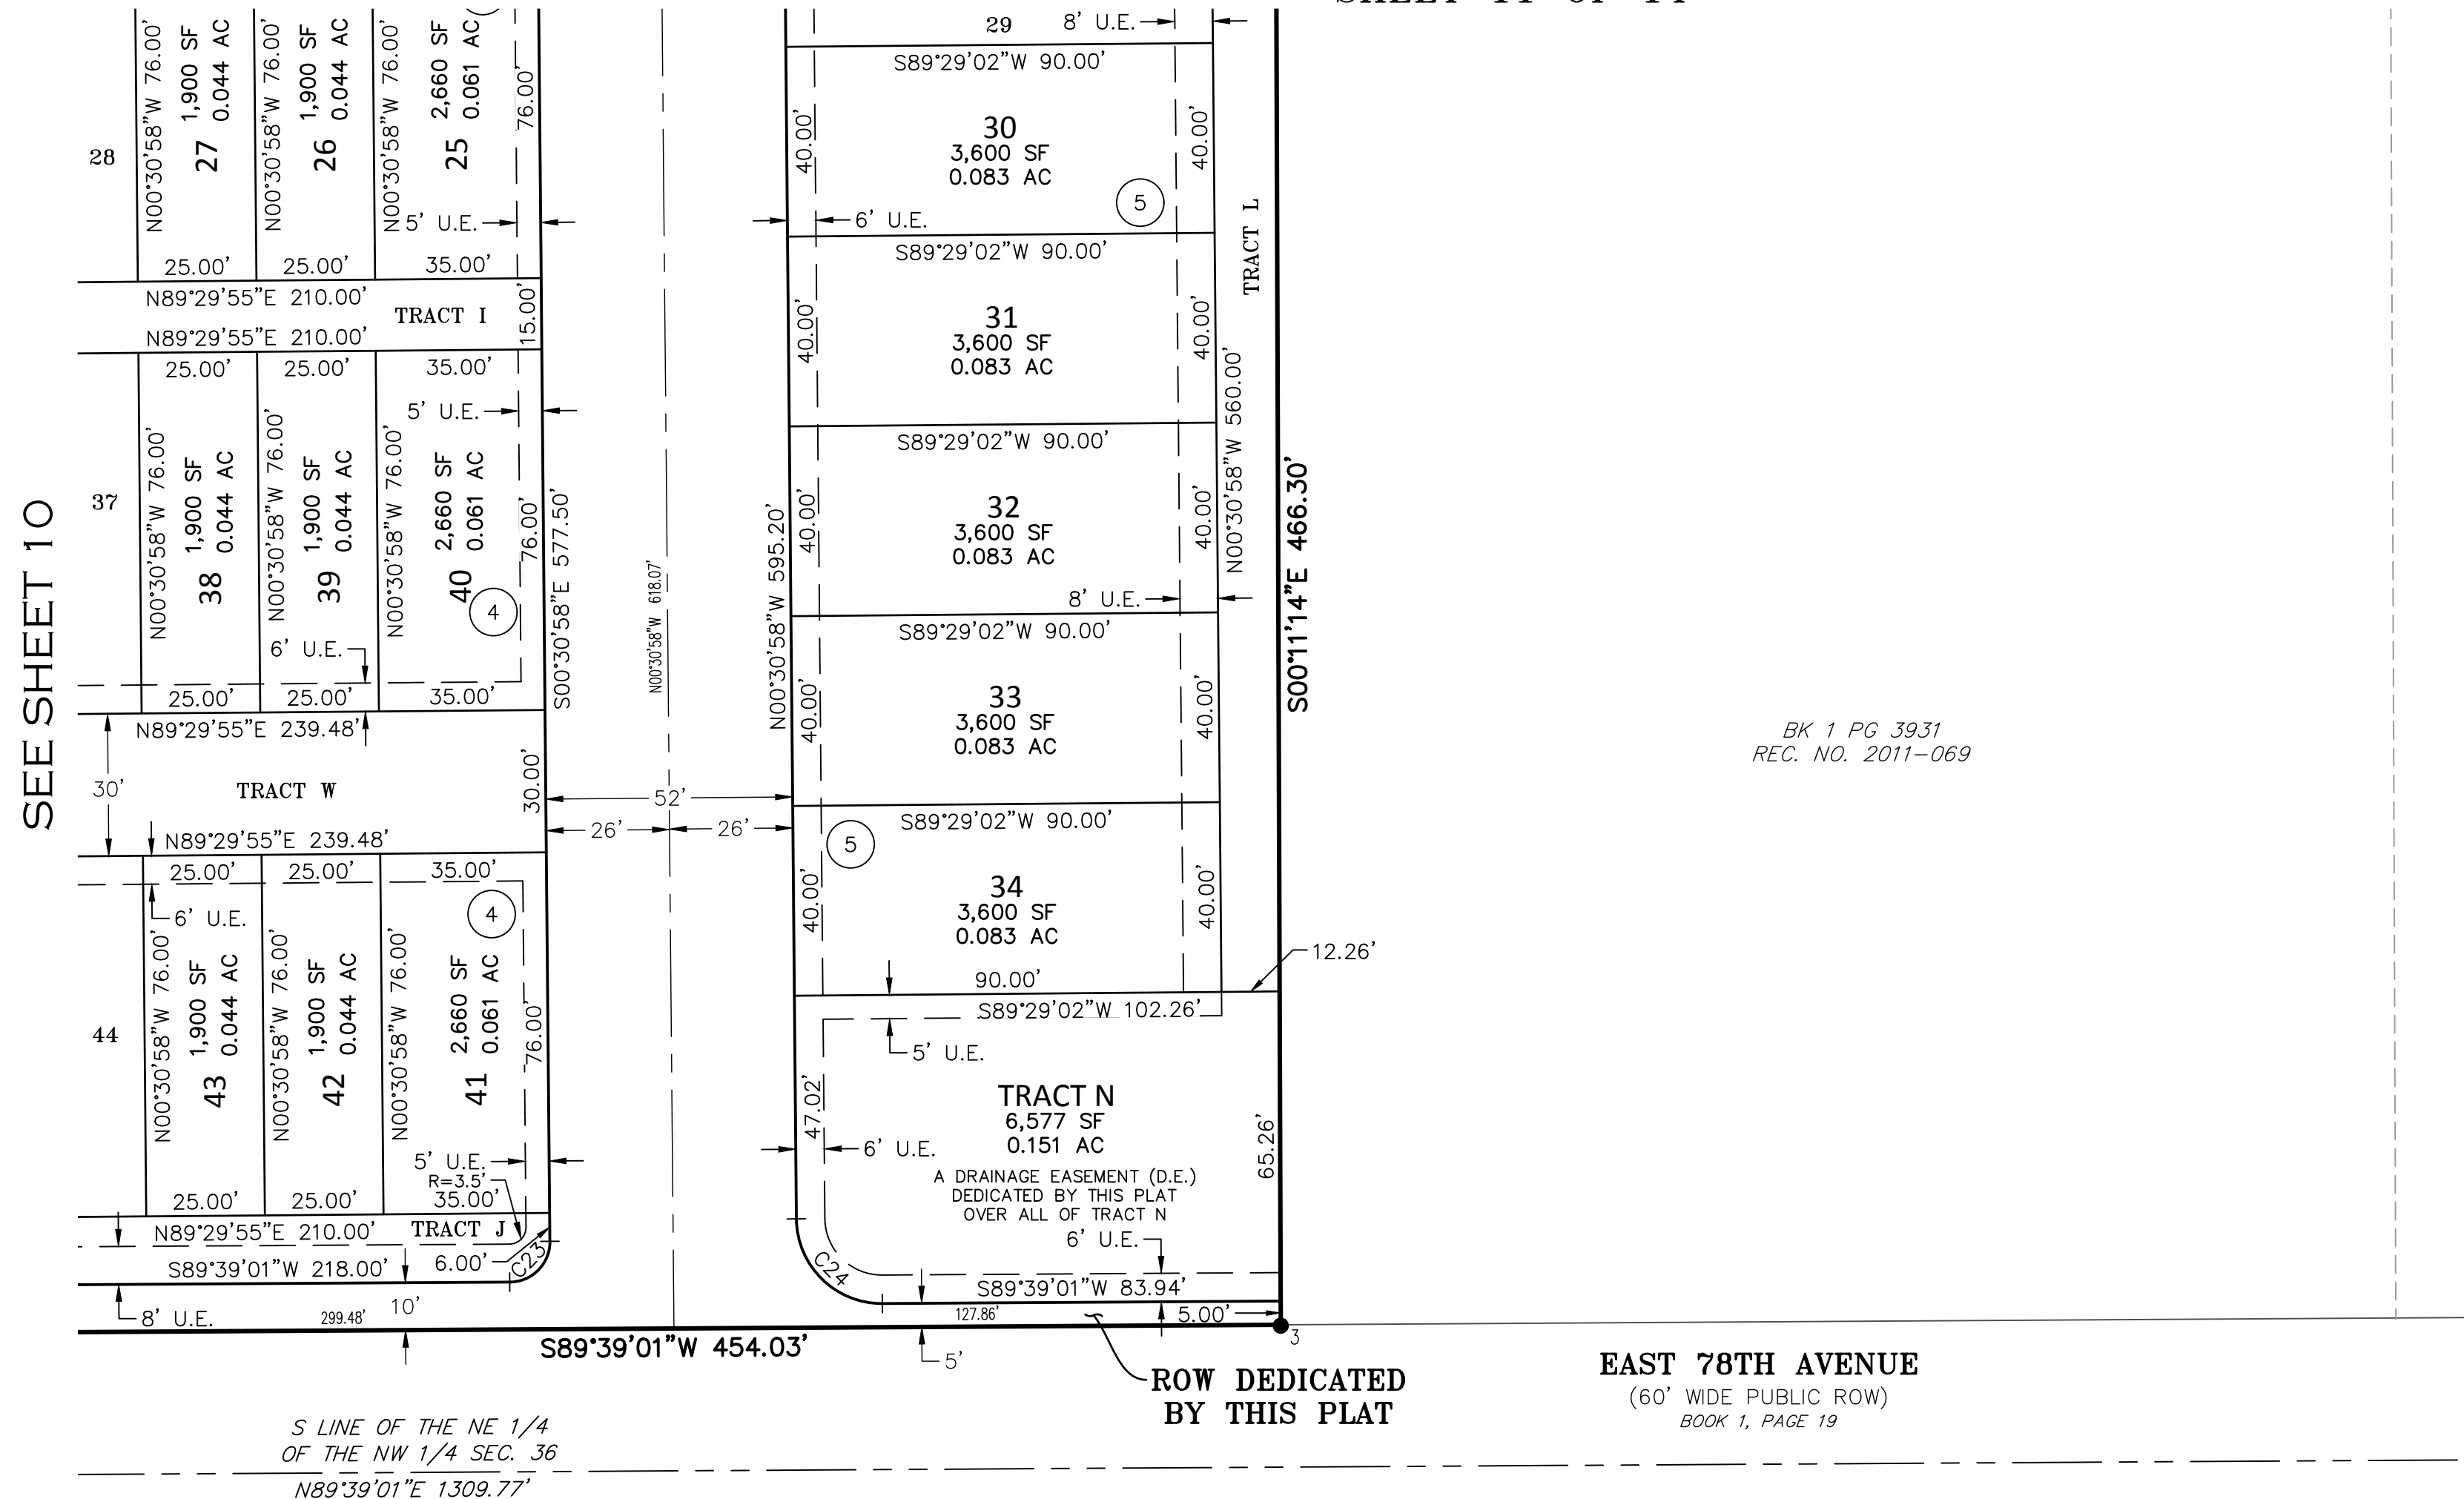 SEE SHEET 10
28
N00°30'58"W 76.00'
27
1,900 SF
0.044 AC
N00°30'58"W 76.00'
26
1,900 SF
0.044 AC
N00°30'58"W 76.00'
25
2,660 SF
0.061 AC
76.00'
5' U.E.
25.00'
25.00'
35.00'
N89°29'55"E 210.00'
TRACT I
15.00'
N89°29'55"E 210.00'
25.00'
25.00'
35.00'
5' U.E.
37
N00°30'58"W 76.00'
38
1,900 SF
0.044 AC
N00°30'58"W 76.00'
39
1,900 SF
0.044 AC
N00°30'58"W 76.00'
40
2,660 SF
0.061 AC
76.00'
4
6' U.E.
25.00'
25.00'
35.00'
N89°29'55"E 239.48'
30'
TRACT W
30.00'
N89°29'55"E 239.48'
25.00'
25.00'
35.00'
6' U.E.
4
44
N00°30'58"W 76.00'
43
1,900 SF
0.044 AC
N00°30'58"W 76.00'
42
1,900 SF
0.044 AC
N00°30'58"W 76.00'
41
2,660 SF
0.061 AC
76.00'
5' U.E.
R=3.5'
25.00'
25.00'
35.00'
N89°29'55"E 210.00'
TRACT J
6.00'
C23
S89°39'01"W 218.00'
8' U.E.
299.48'
10'
S00°30'58"E 577.50'
N00°30'58"W 618.07'
N00°30'58"W 595.20'
52'
26'
26'
29
8' U.E.
S89°29'02"W 90.00'
40.00'
30
3,600 SF
0.083 AC
40.00'
5
6' U.E.
S89°29'02"W 90.00'
40.00'
31
3,600 SF
0.083 AC
40.00'
S89°29'02"W 90.00'
40.00'
32
3,600 SF
0.083 AC
40.00'
8' U.E.
S89°29'02"W 90.00'
40.00'
33
3,600 SF
0.083 AC
40.00'
S89°29'02"W 90.00'
5
40.00'
34
3,600 SF
0.083 AC
40.00'
90.00'
12.26'
S89°29'02"W 102.26'
5' U.E.
TRACT L
N00°30'58"W 560.00'
S00°11'14"E 466.30'
47.02'
TRACT N
6,577 SF
0.151 AC
6' U.E.
A DRAINAGE EASEMENT (D.E.)
DEDICATED BY THIS PLAT
OVER ALL OF TRACT N
65.26'
6' U.E.
C24
S89°39'01"W 83.94'
127.86'
5.00'
3
S89°39'01"W 454.03'
5'
ROW DEDICATED
BY THIS PLAT
BK 1 PG 3931
REC. NO. 2011-069
EAST 78TH AVENUE
(60' WIDE PUBLIC ROW)
BOOK 1, PAGE 19
S LINE OF THE NE 1/4
OF THE NW 1/4 SEC. 36
N89°39'01"E 1309.77'